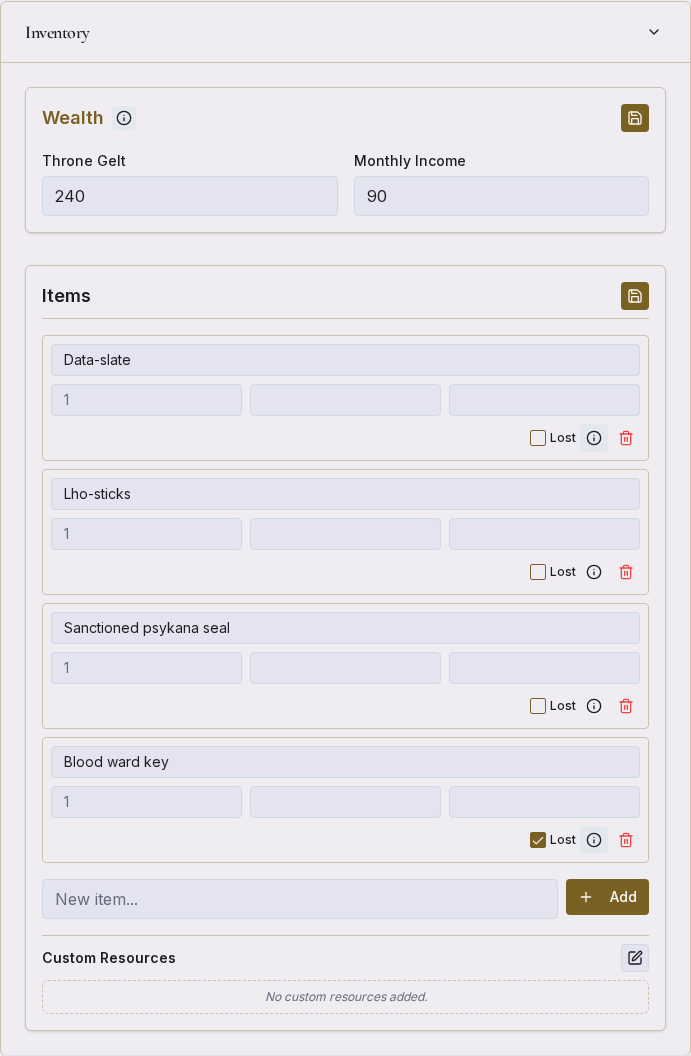 Inventory
Wealth
Throne Gelt
Monthly Income
240
90
Items
Data-slate
1
Lost
Lho-sticks
1
Lost
Sanctioned psykana seal
1
Lost
Blood ward key
1
Lost
New item...
Add
Custom Resources
No custom resources added.